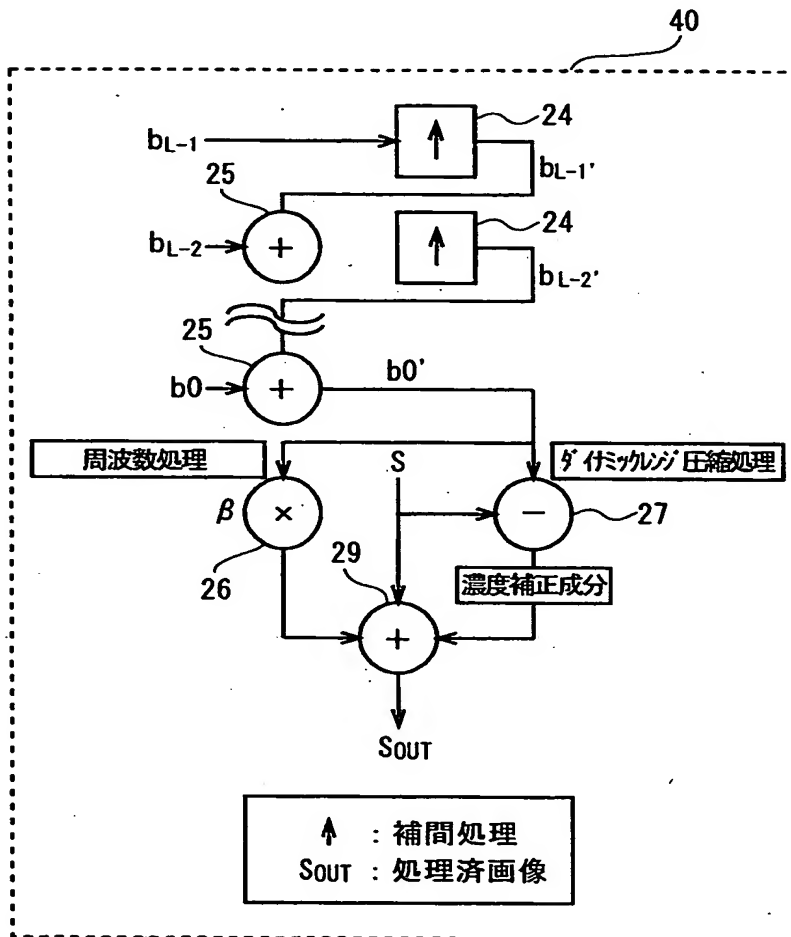 40
24
bL-1
bL-1'
25
24
bL-2
+
bL-2'
25
b0
+
b0'
周波数処理
S
ダイナミックレンジ圧縮処理
β
×
−
27
26
29
濃度補正成分
+
SOUT
↑ : 補間処理
SOUT : 処理済画像